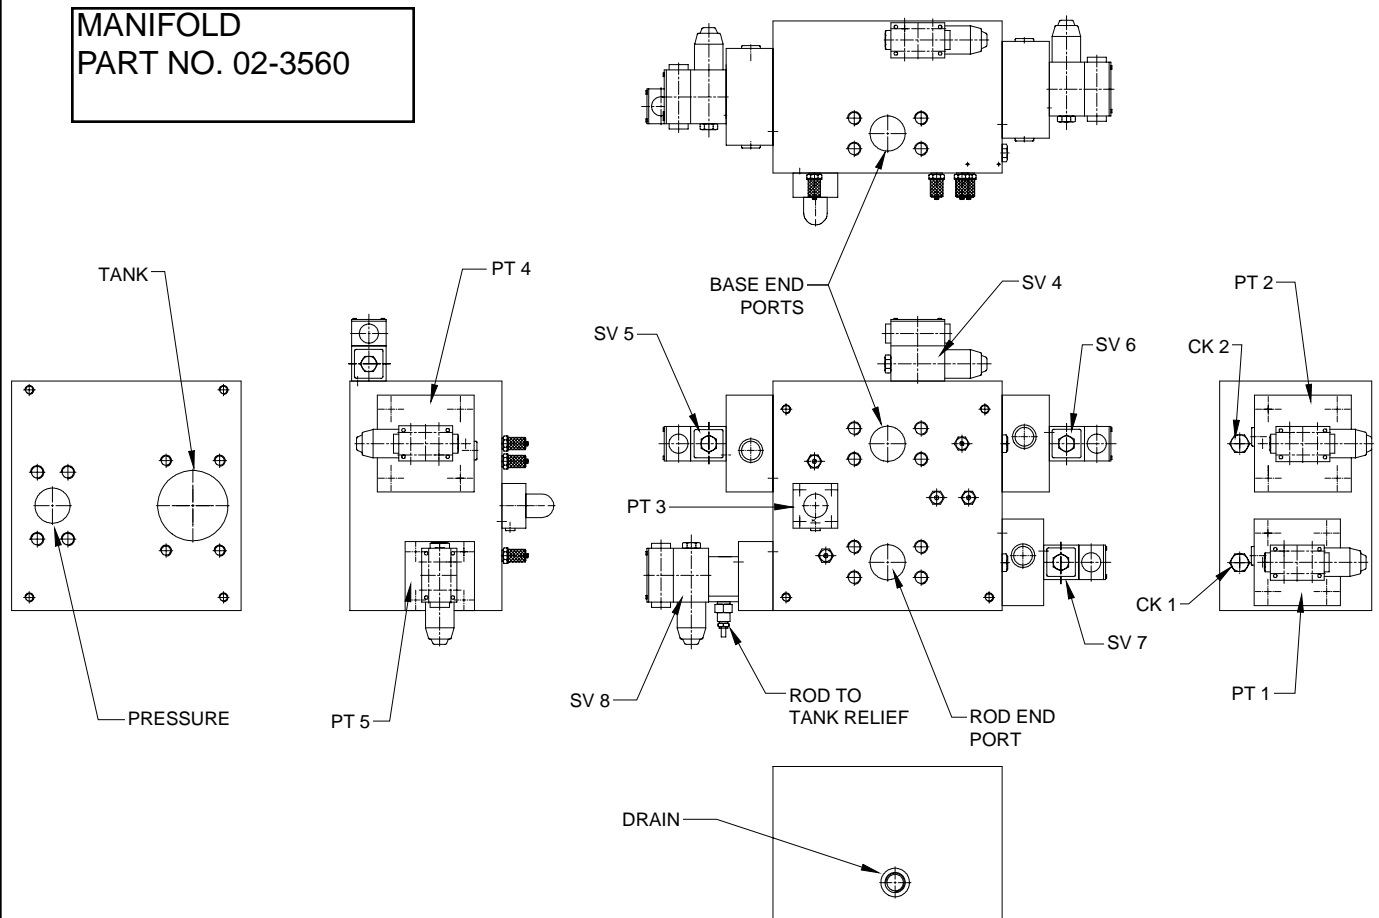 MANIFOLD
PART NO. 02-3560
TANK
PT 4
BASE END
PORTS
SV 4
PT 2
SV 5
SV 6
CK 2
PT 3
CK 1
SV 7
SV 8
ROD TO
TANK RELIEF
ROD END
PORT
PT 1
PRESSURE
PT 5
DRAIN